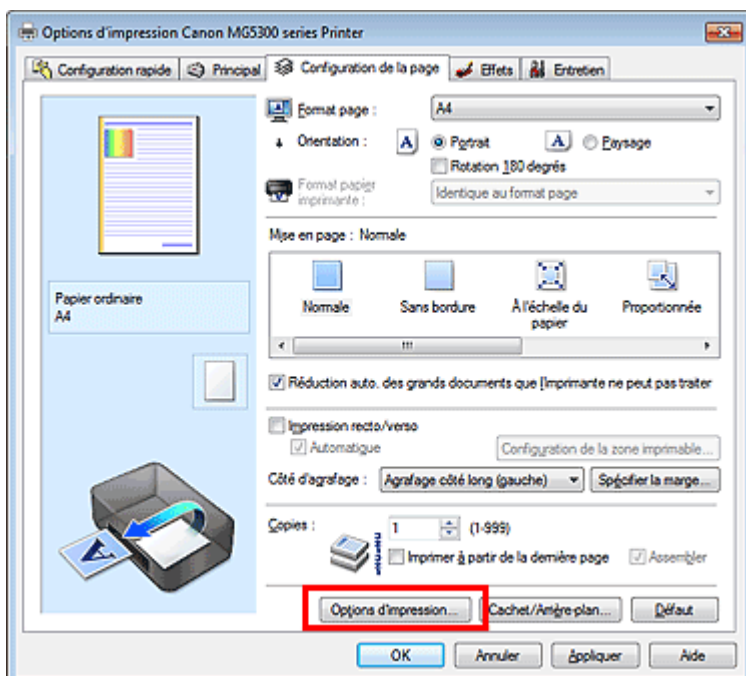 Options d'impression Canon MG5300 series Printer
Configuration rapide Principal Configuration de la page Effets Entretien
Format page : A4
Orientation : A Portrait A Paysage
Rotation 180 degrés
Format papier imprimante : Identique au format page
Mise en page : Normale
Normale Sans bordure À l'échelle du papier Proportionnée
Papier ordinaire
A4
Réduction auto. des grands documents que l'imprimante ne peut pas traiter
Impression recto/verso
Automatique Configuration de la zone imprimable...
Côté d'agrafage : Agrafage côté long (gauche) Spécifier la marge...
Copies : 1 (1-999)
Imprimer à partir de la dernière page Assembler
Options d'impression... Cachet/Arrière-plan... Défaut
OK Annuler Appliquer Aide